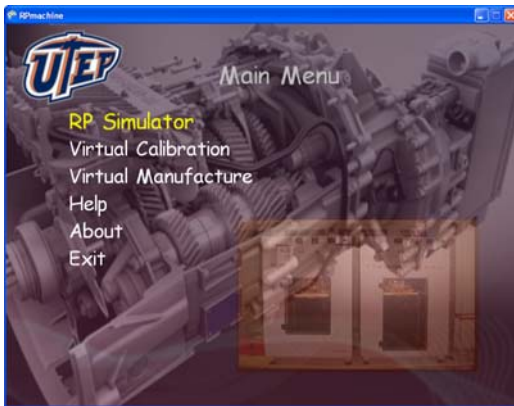 RPmachine
UTEP
Main Menu
RP Simulator
Virtual Calibration
Virtual Manufacture
Help
About
Exit